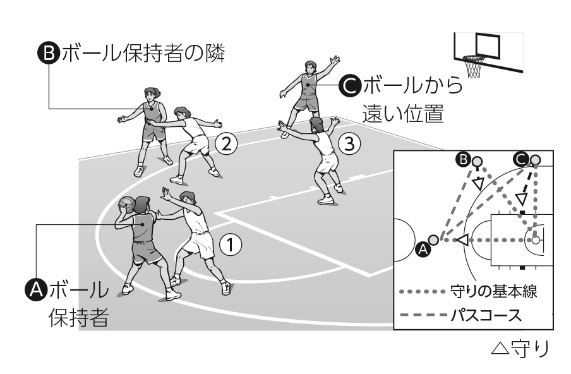 Bボール保持者の隣
Cボールから
遠い位置
②
③
①
Aボール
保持者
B
C
A
守りの基本線
パスコース
△守り